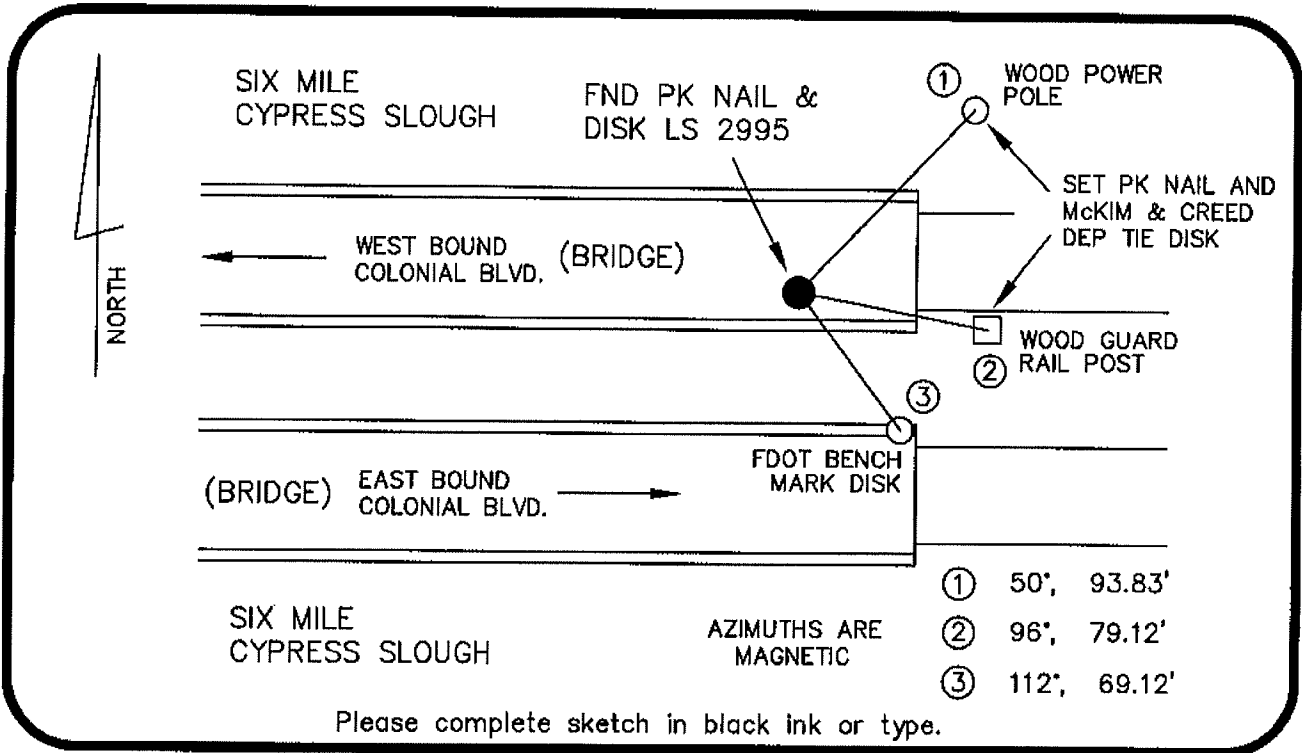 SIX MILE
CYPRESS SLOUGH
FND PK NAIL &
DISK LS 2995
① WOOD POWER
POLE
SET PK NAIL AND
McKIM & CREED
DEP TIE DISK
NORTH
WEST BOUND
COLONIAL BLVD.
(BRIDGE)
② WOOD GUARD
RAIL POST
③
FDOT BENCH
MARK DISK
(BRIDGE)
EAST BOUND
COLONIAL BLVD.
SIX MILE
CYPRESS SLOUGH
AZIMUTHS ARE
MAGNETIC
① 50°, 93.83'
② 96°, 79.12'
③ 112°, 69.12'
Please complete sketch in black ink or type.